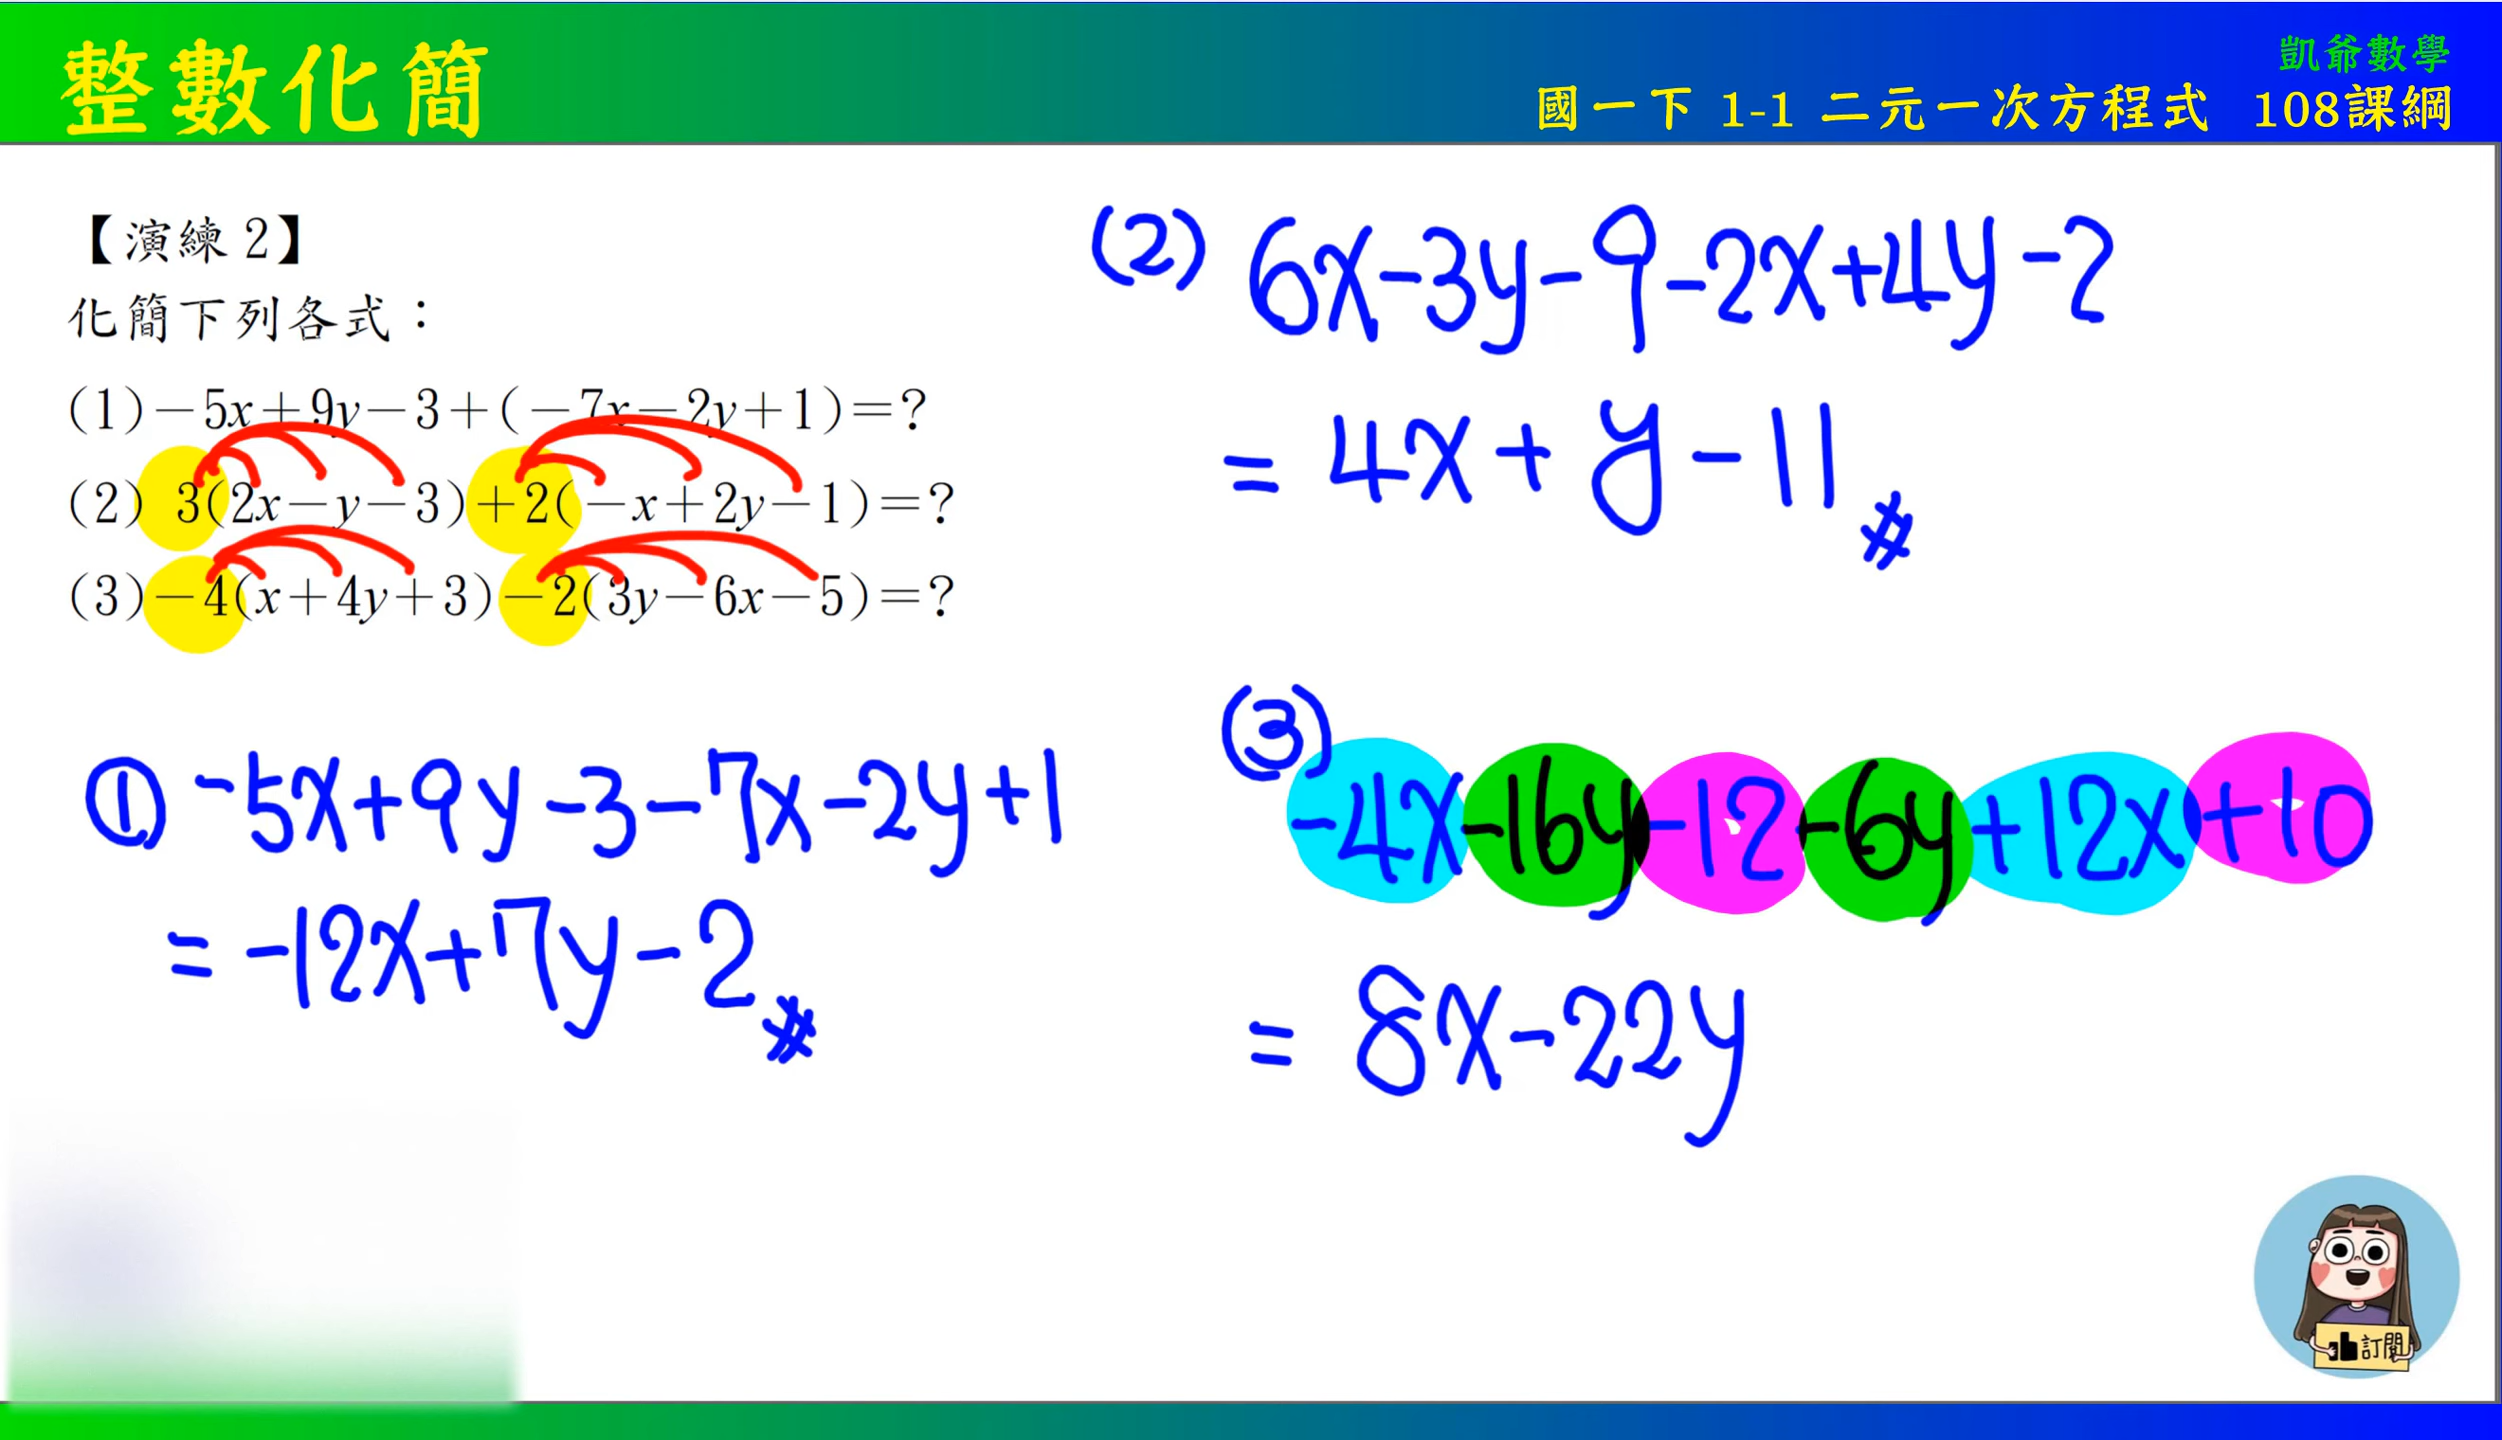 整數化簡
凱爺數學
國一下 1-1 二元一次方程式 108課綱
【演練 2】
化簡下列各式：
(1)－5x＋9y－3＋(－7x－2y＋1)＝?
(2) 3(2x－y－3)＋2(－x＋2y－1)＝?
(3)－4(x＋4y＋3)－2(3y－6x－5)＝?
① -5x+9y-3-7x-2y+1
= -12x+7y-2#
(2) 6x-3y-9-2x+4y-2
= 4x+y-11#
(3)
-4x-16y-12-6y+12x+10
= 8x-22y
訂閱